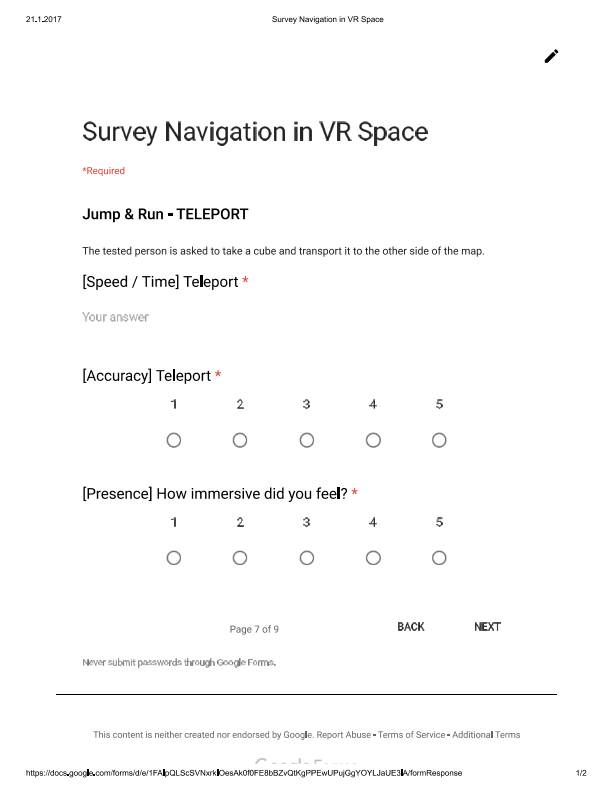 21.1.2017 Survey Navigation in VR Space
Survey Navigation in VR Space
*Required
Jump & Run - TELEPORT
The tested person is asked to take a cube and transport it to the other side of the map.
[Speed / Time] Teleport *
Your answer
[Accuracy] Teleport *
1 2 3 4 5
[Presence] How immersive did you feel? *
1 2 3 4 5
Page 7 of 9 BACK NEXT
Never submit passwords through Google Forms.
This content is neither created nor endorsed by Google. Report Abuse - Terms of Service - Additional Terms
Google Forms
https://docs.google.com/forms/d/e/1FAIpQLScSVNxrklOesAk0f0FE8bBZvQtKgPPEwUPujGgYOYLJaUE3lA/formResponse 1/2